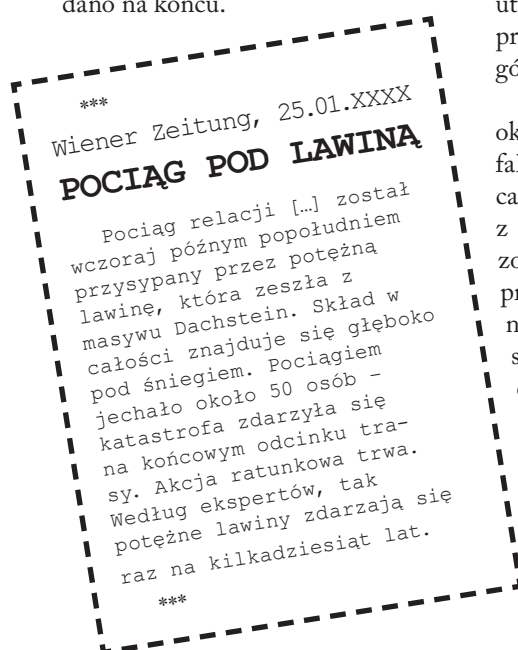 dano na końcu.
***
Wiener Zeitung, 25.01.XXXX
POCIĄG POD LAWINĄ
Pociąg relacji […] został
wczoraj późnym popołudniem
przysypany przez potężną
lawinę, która zeszła z
masywu Dachstein. Skład w
całości znajduje się głęboko
pod śniegiem. Pociągiem
jechało około 50 osób –
katastrofa zdarzyła się
na końcowym odcinku tra-
sy. Akcja ratunkowa trwa.
Według ekspertów, tak
potężne lawiny zdarzają się
raz na kilkadziesiąt lat.
***